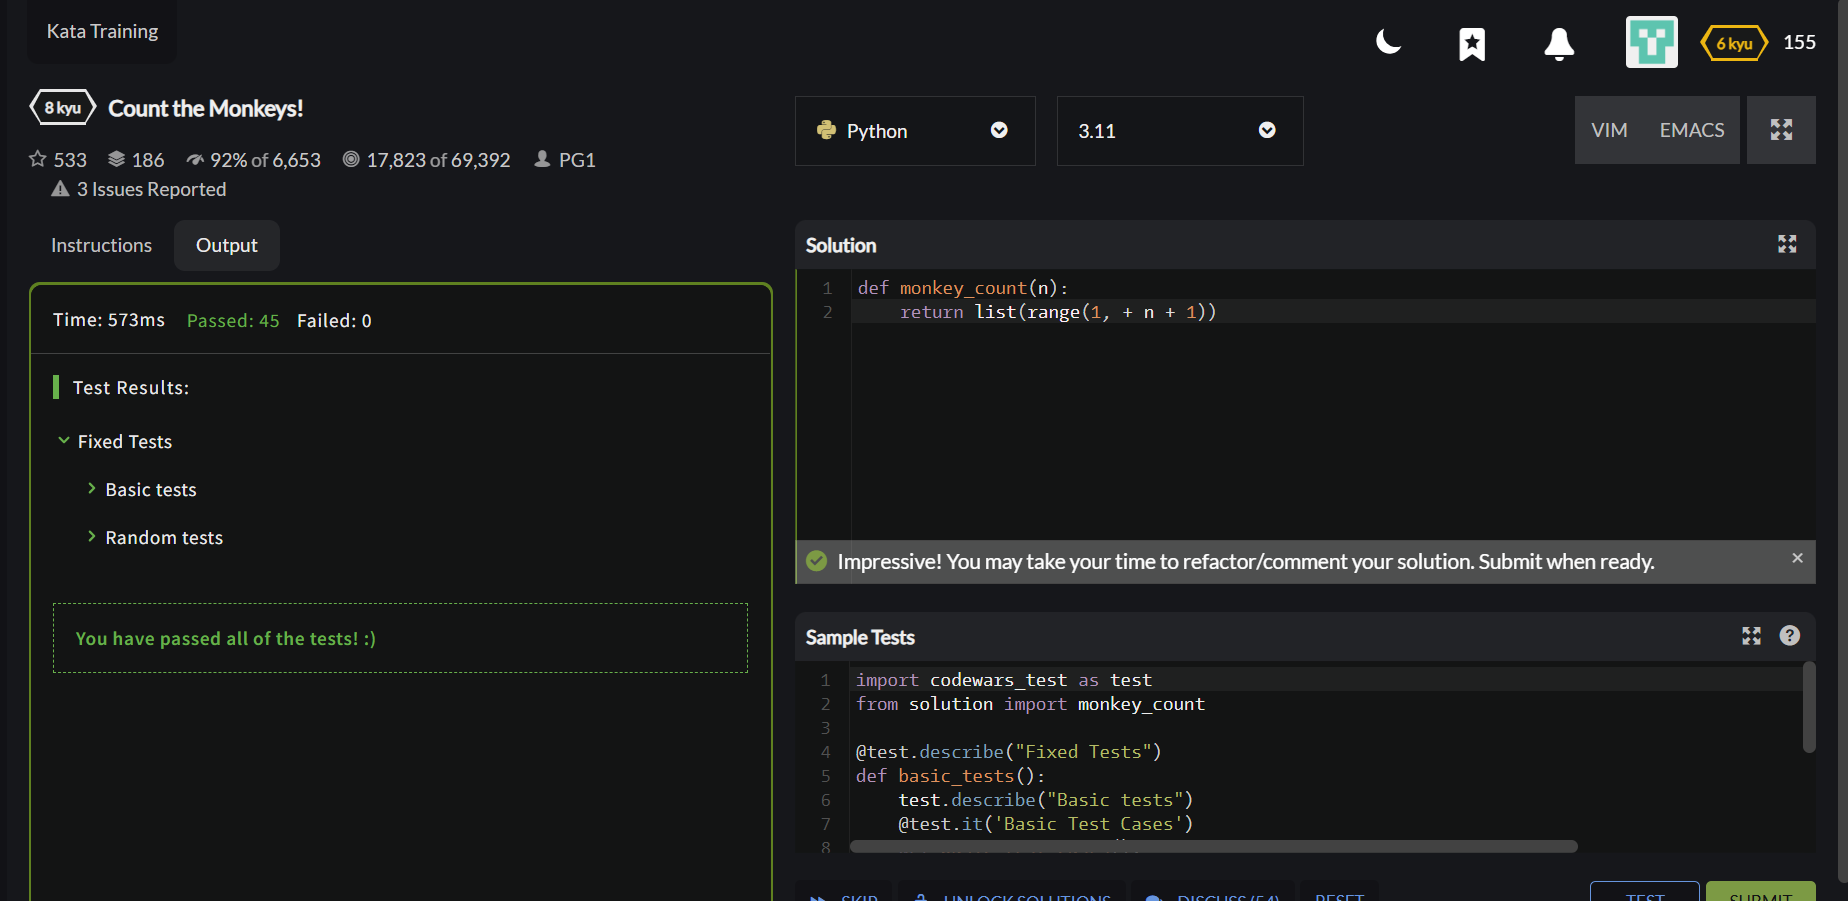 Kata Training
6 kyu 155
8 kyu Count the Monkeys!
533 186 92% of 6,653 17,823 of 69,392 PG1
3 Issues Reported
Instructions Output
Time: 573ms Passed: 45 Failed: 0
Test Results:
Fixed Tests
Basic tests
Random tests
You have passed all of the tests! :)
Python 3.11 VIM EMACS
Solution
1 def monkey_count(n):
2 return list(range(1, + n + 1))
Impressive! You may take your time to refactor/comment your solution. Submit when ready. ×
Sample Tests ?
1 import codewars_test as test
2 from solution import monkey_count
3
4 @test.describe("Fixed Tests")
5 def basic_tests():
6 test.describe("Basic tests")
7 @test.it('Basic Test Cases')
8
SKIP UNLOCK SOLUTIONS DISCUSS (54) RESET TEST SUBMIT